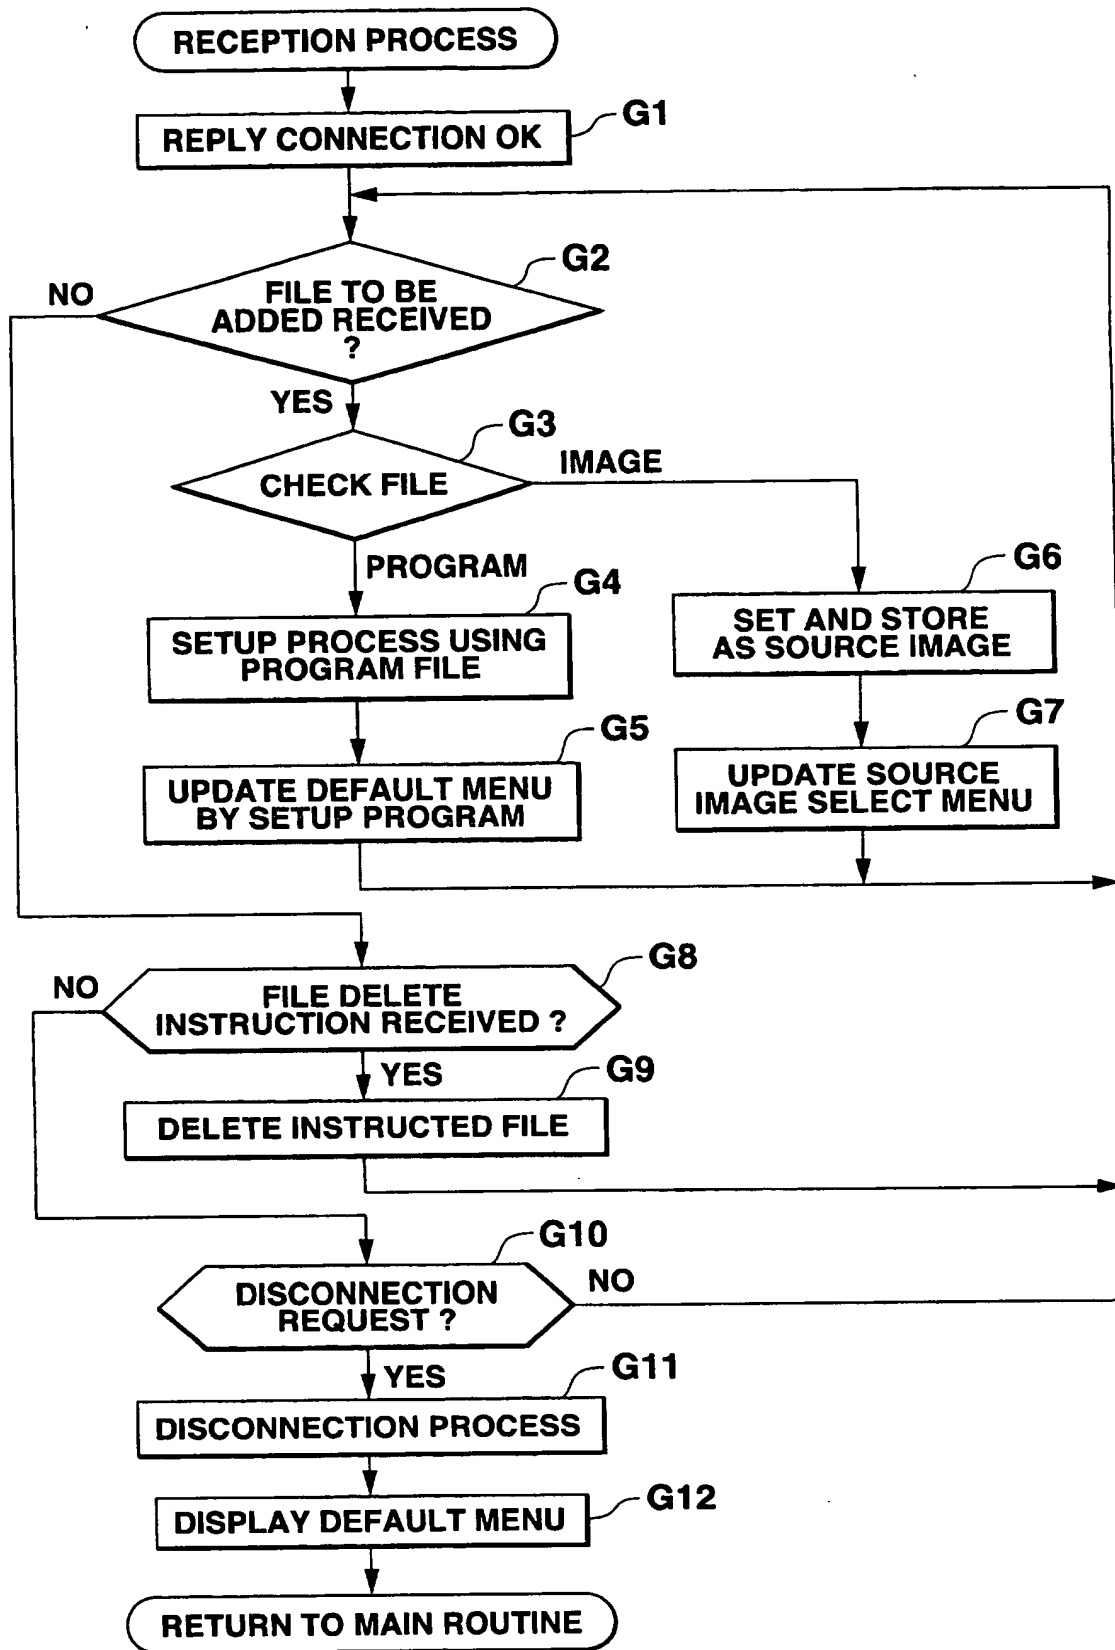 RECEPTION PROCESS
G1
REPLY CONNECTION OK
G2
NO
FILE TO BE
ADDED RECEIVED
?
YES
G3
IMAGE
CHECK FILE
PROGRAM
G4
SETUP PROCESS USING
PROGRAM FILE
G6
SET AND STORE
AS SOURCE IMAGE
G5
UPDATE DEFAULT MENU
BY SETUP PROGRAM
G7
UPDATE SOURCE
IMAGE SELECT MENU
G8
NO
FILE DELETE
INSTRUCTION RECEIVED ?
YES
G9
DELETE INSTRUCTED FILE
G10
DISCONNECTION
REQUEST ?
NO
YES
G11
DISCONNECTION PROCESS
G12
DISPLAY DEFAULT MENU
RETURN TO MAIN ROUTINE